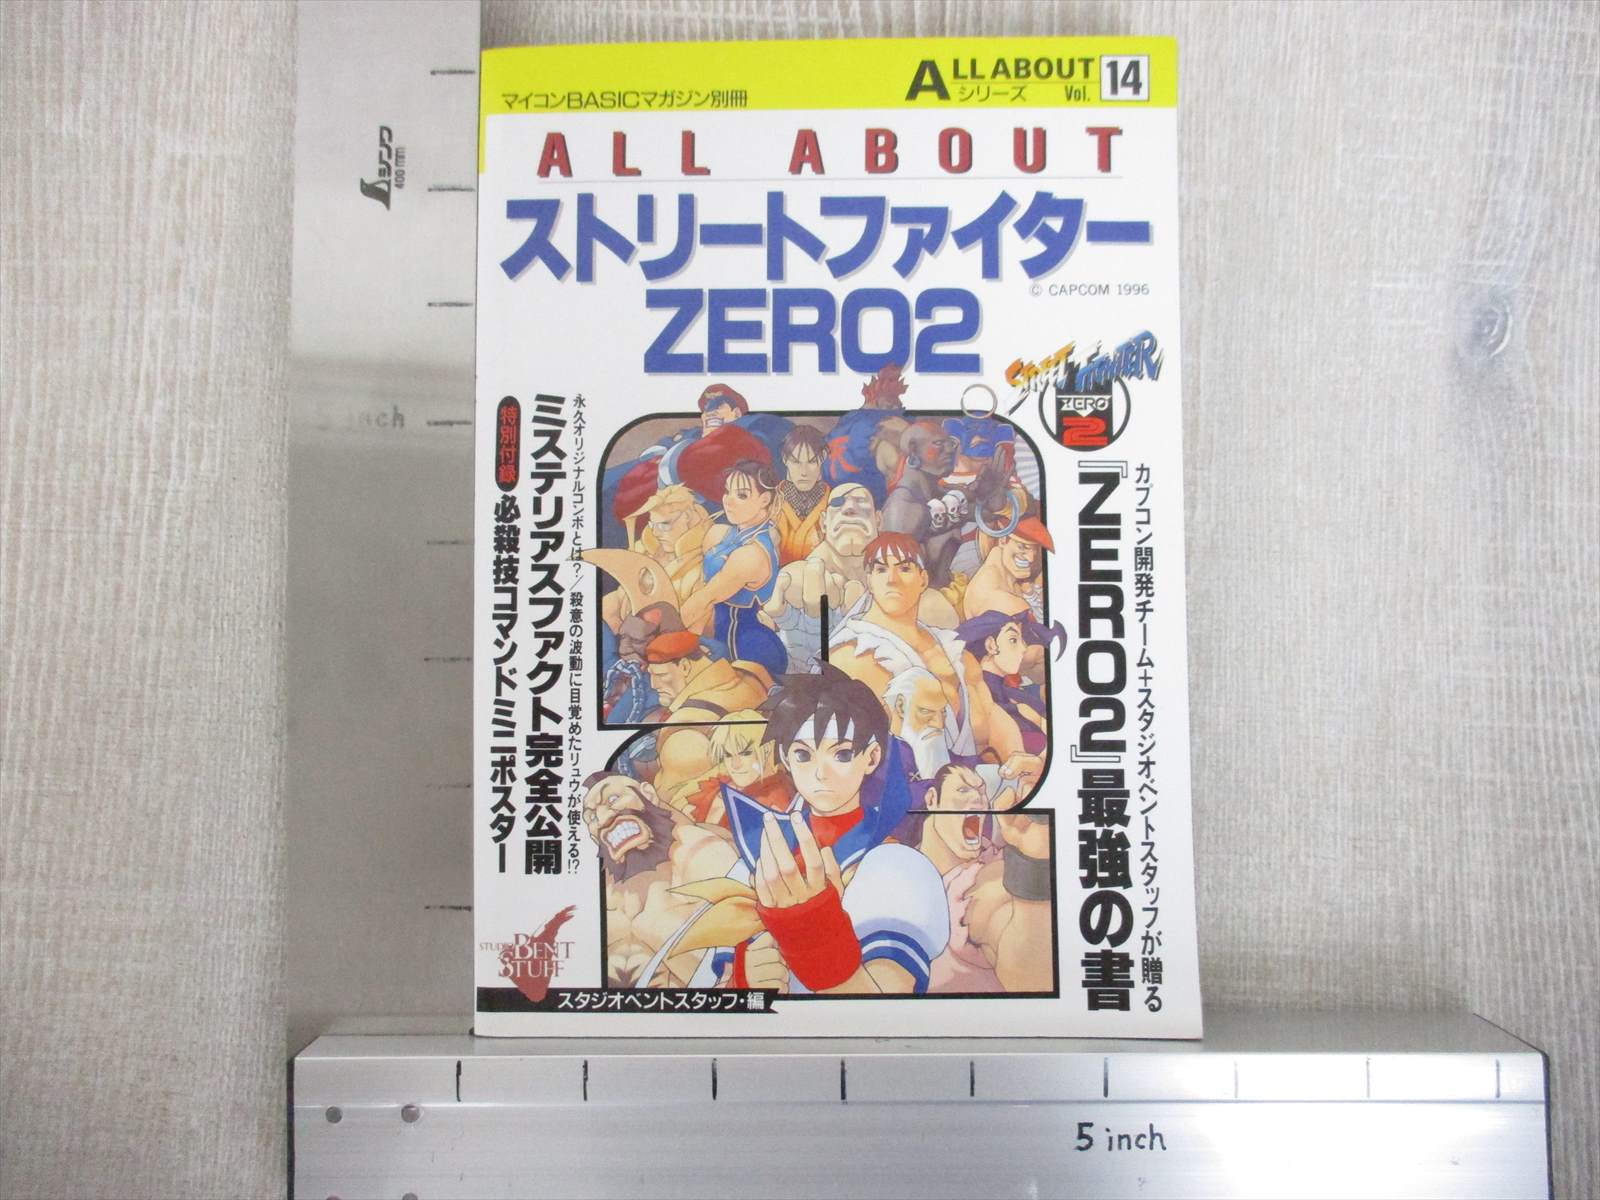 マイコンBASICマガジン別冊
ALL ABOUT
シリーズ Vol. 14
ALL ABOUT
ストリートファイター
ZERO2
© CAPCOM 1996
STREET FIGHTER
ZERO
2
カプコン開発チーム+スタジオベントスタッフが贈る
『ZERO2』最強の書
永久オリジナルコンボとは?/殺意の波動に目覚めたリュウが使える!?
ミステリアスファクト完全公開
特別付録 必殺技コマンドミニポスター
STUDIO
BENT
STUFF
スタジオベントスタッフ・編
シンワ
400mm
inch
5 inch